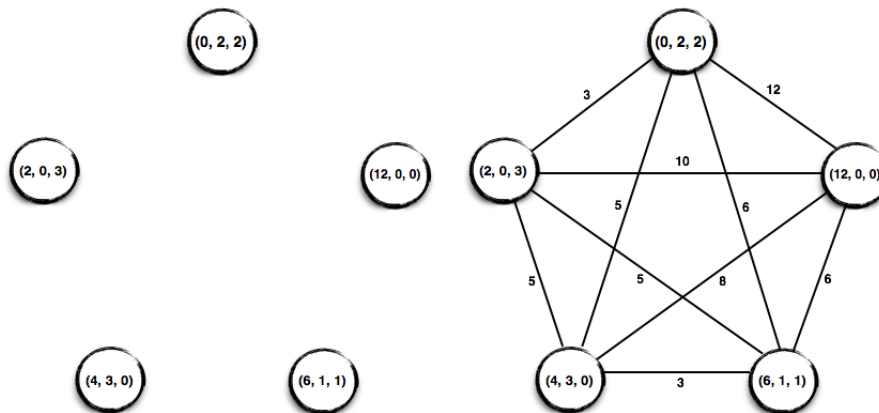 (0, 2, 2)
(2, 0, 3)
(12, 0, 0)
(4, 3, 0)
(6, 1, 1)
(0, 2, 2)
3
12
(2, 0, 3)
10
(12, 0, 0)
5
6
5
5
8
6
(4, 3, 0)
3
(6, 1, 1)